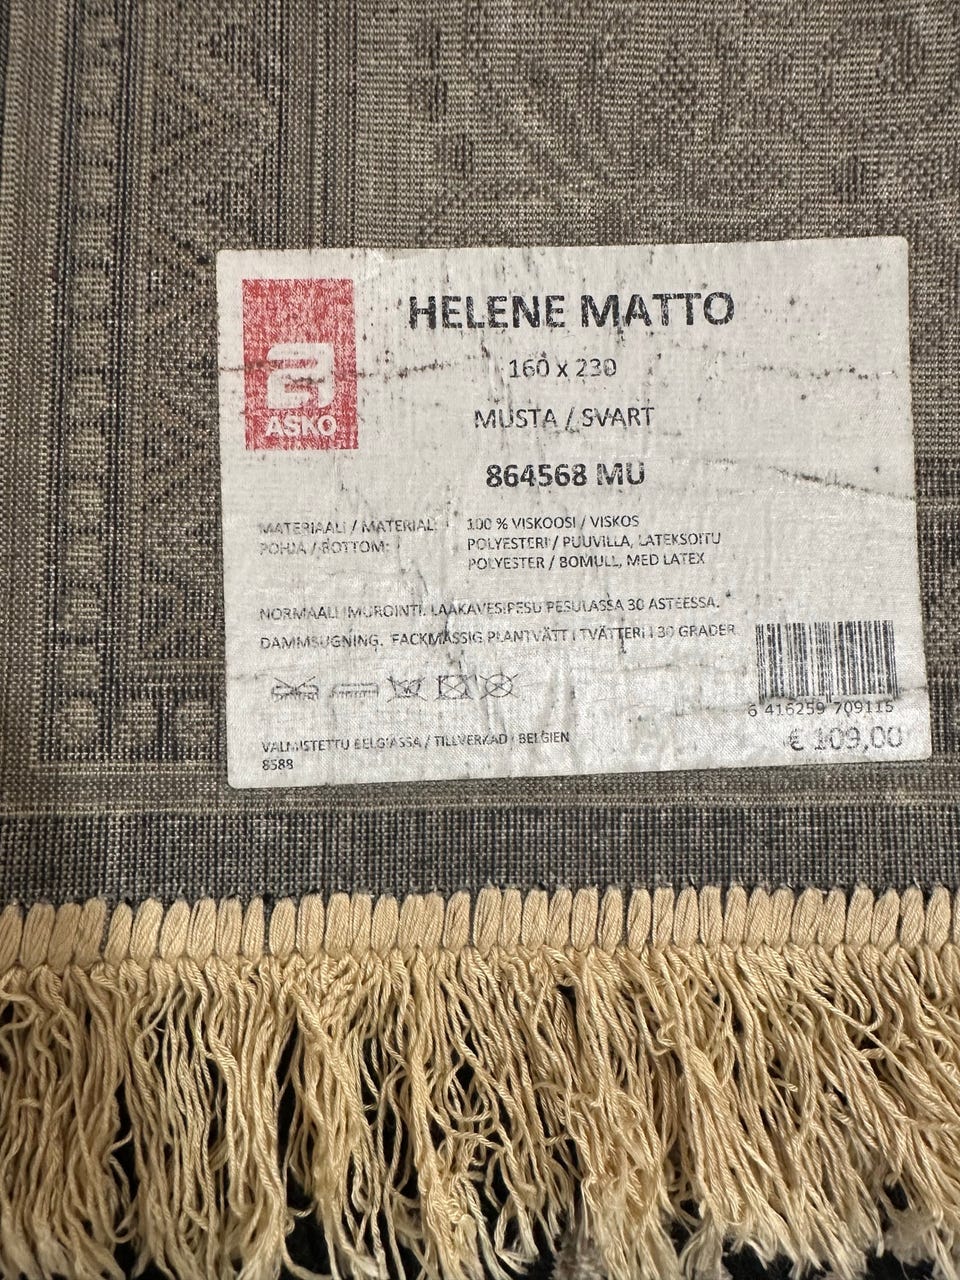 ASKO
HELENE MATTO
160 x 230
MUSTA / SVART
864568 MU
MATERIAALI / MATERIAL: 100 % VISKOOSI / VISKOS
POHJA / BOTTOM: POLYESTERI / PUUVILLA, LATEKSOITU
POLYESTER / BOMULL, MED LATEX
NORMAALI IMUROINTI. LAAKAVESIPESU PESULASSA 30 ASTEESSA.
DAMMSUGNING. FACKMÄSSIG PLANTVÄTT I TVÄTTERI I 30 GRADER.
6 416259 709115
€ 109,00
VALMISTETTU BELGIASSA / TILLVERKAD I BELGIEN
8588